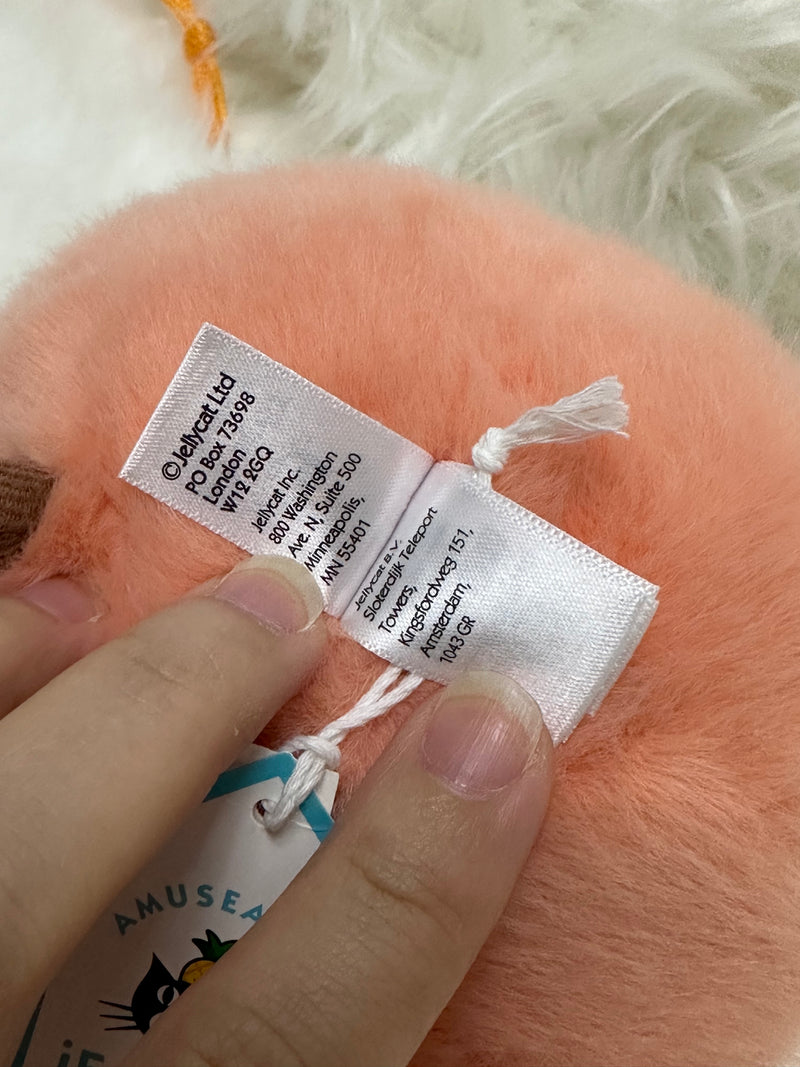 ©Jellycat Ltd
PO Box 73698
London
W12 2GQ
Jellycat Inc.
800 Washington
Ave. N Suite 500
Minneapolis,
MN 55401
Jellycat B.V.
Sloterdijk Teleport
Towers,
Kingsfordweg 151,
Amsterdam,
1043 GR
AMUSEA